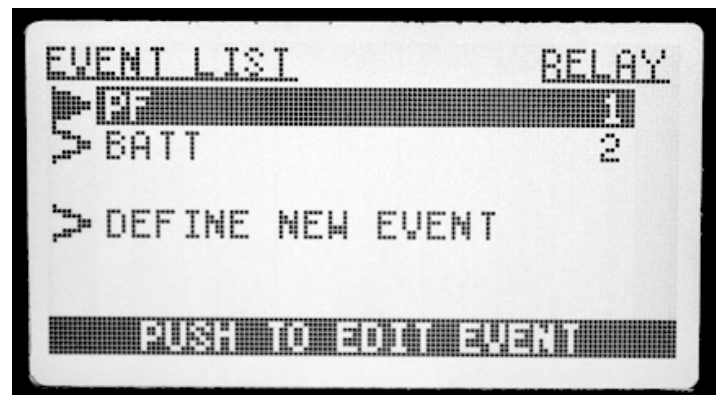 EVENT LIST RELAY
PF 1
BATT 2
DEFINE NEW EVENT
PUSH TO EDIT EVENT